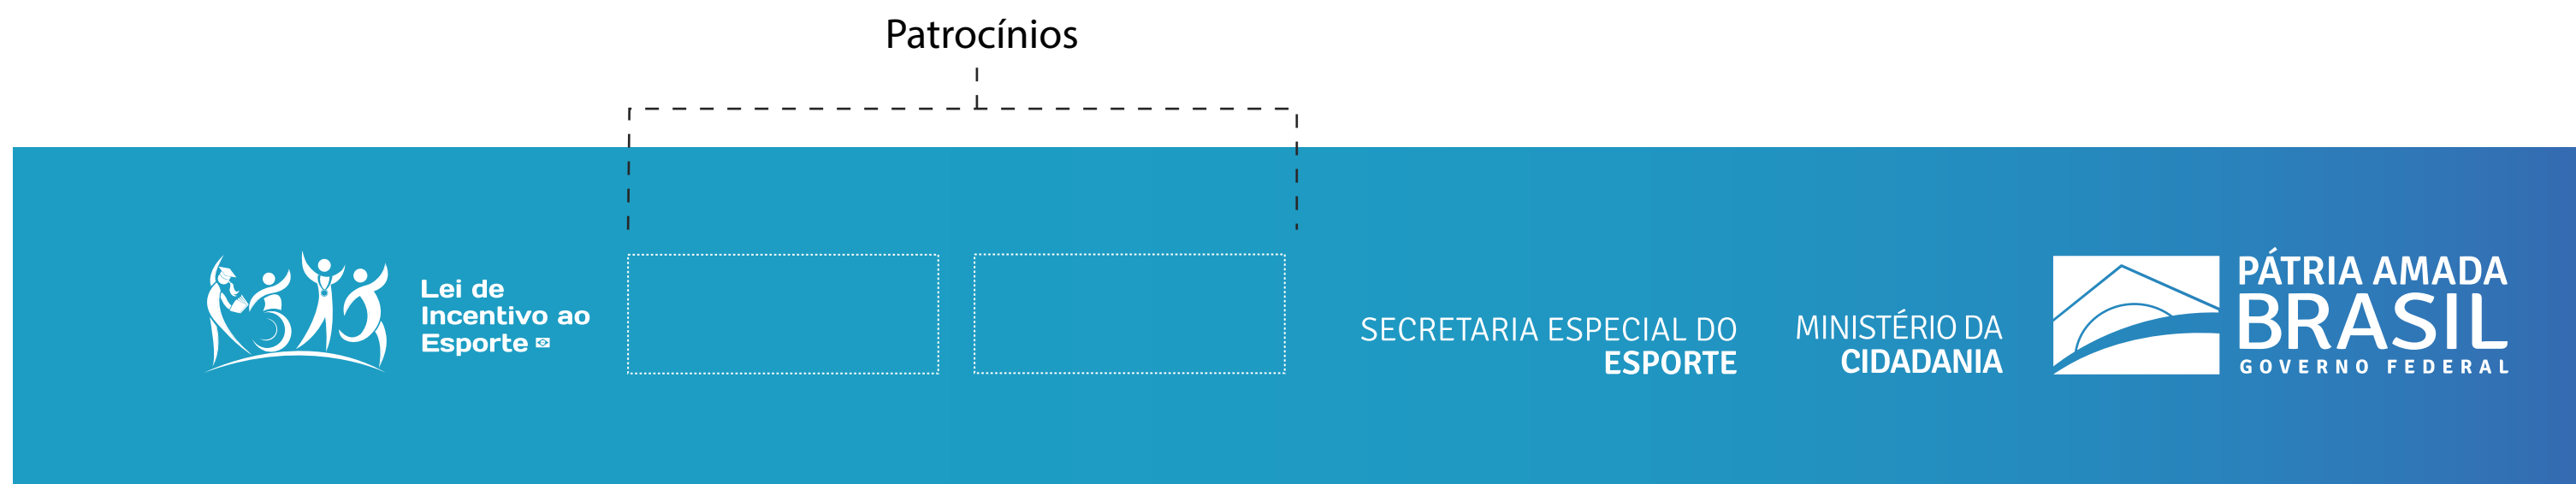 Patrocínios
Lei de
Incentivo ao
Esporte
SECRETARIA ESPECIAL DO
ESPORTE
MINISTÉRIO DA
CIDADANIA
PÁTRIA AMADA
BRASIL
GOVERNO FEDERAL